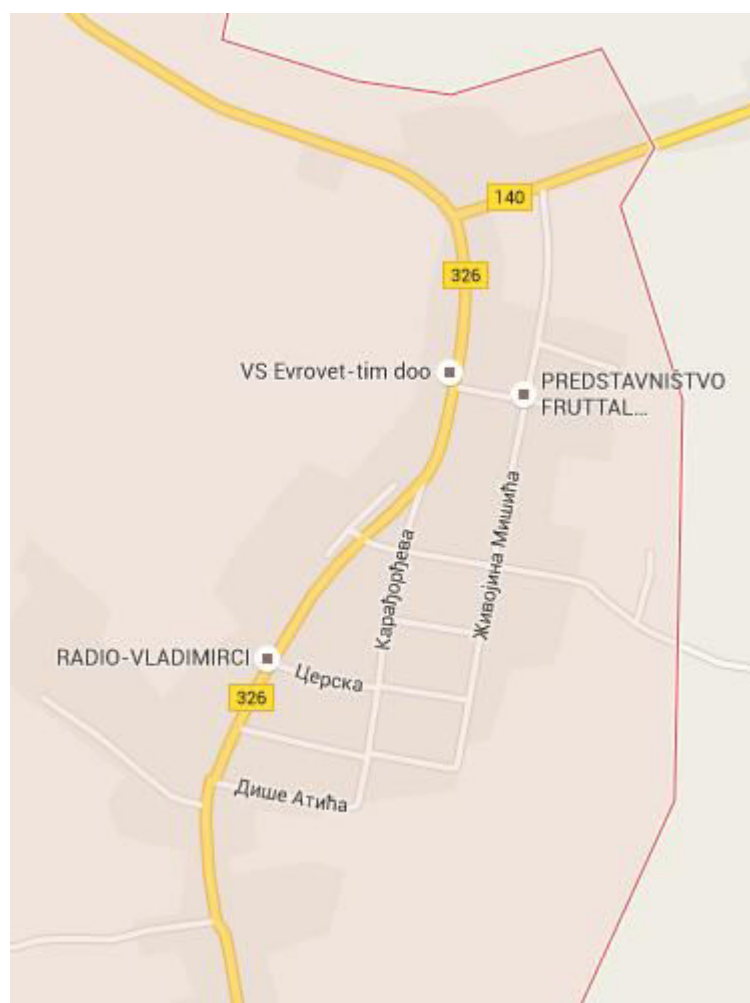 140
326
VS Evrovet-tim doo
PREDSTAVNIŠTVO
FRUTTAL...
Живојина Мишића
Карађорђева
RADIO-VLADIMIRCI
Церска
326
Дише Атића